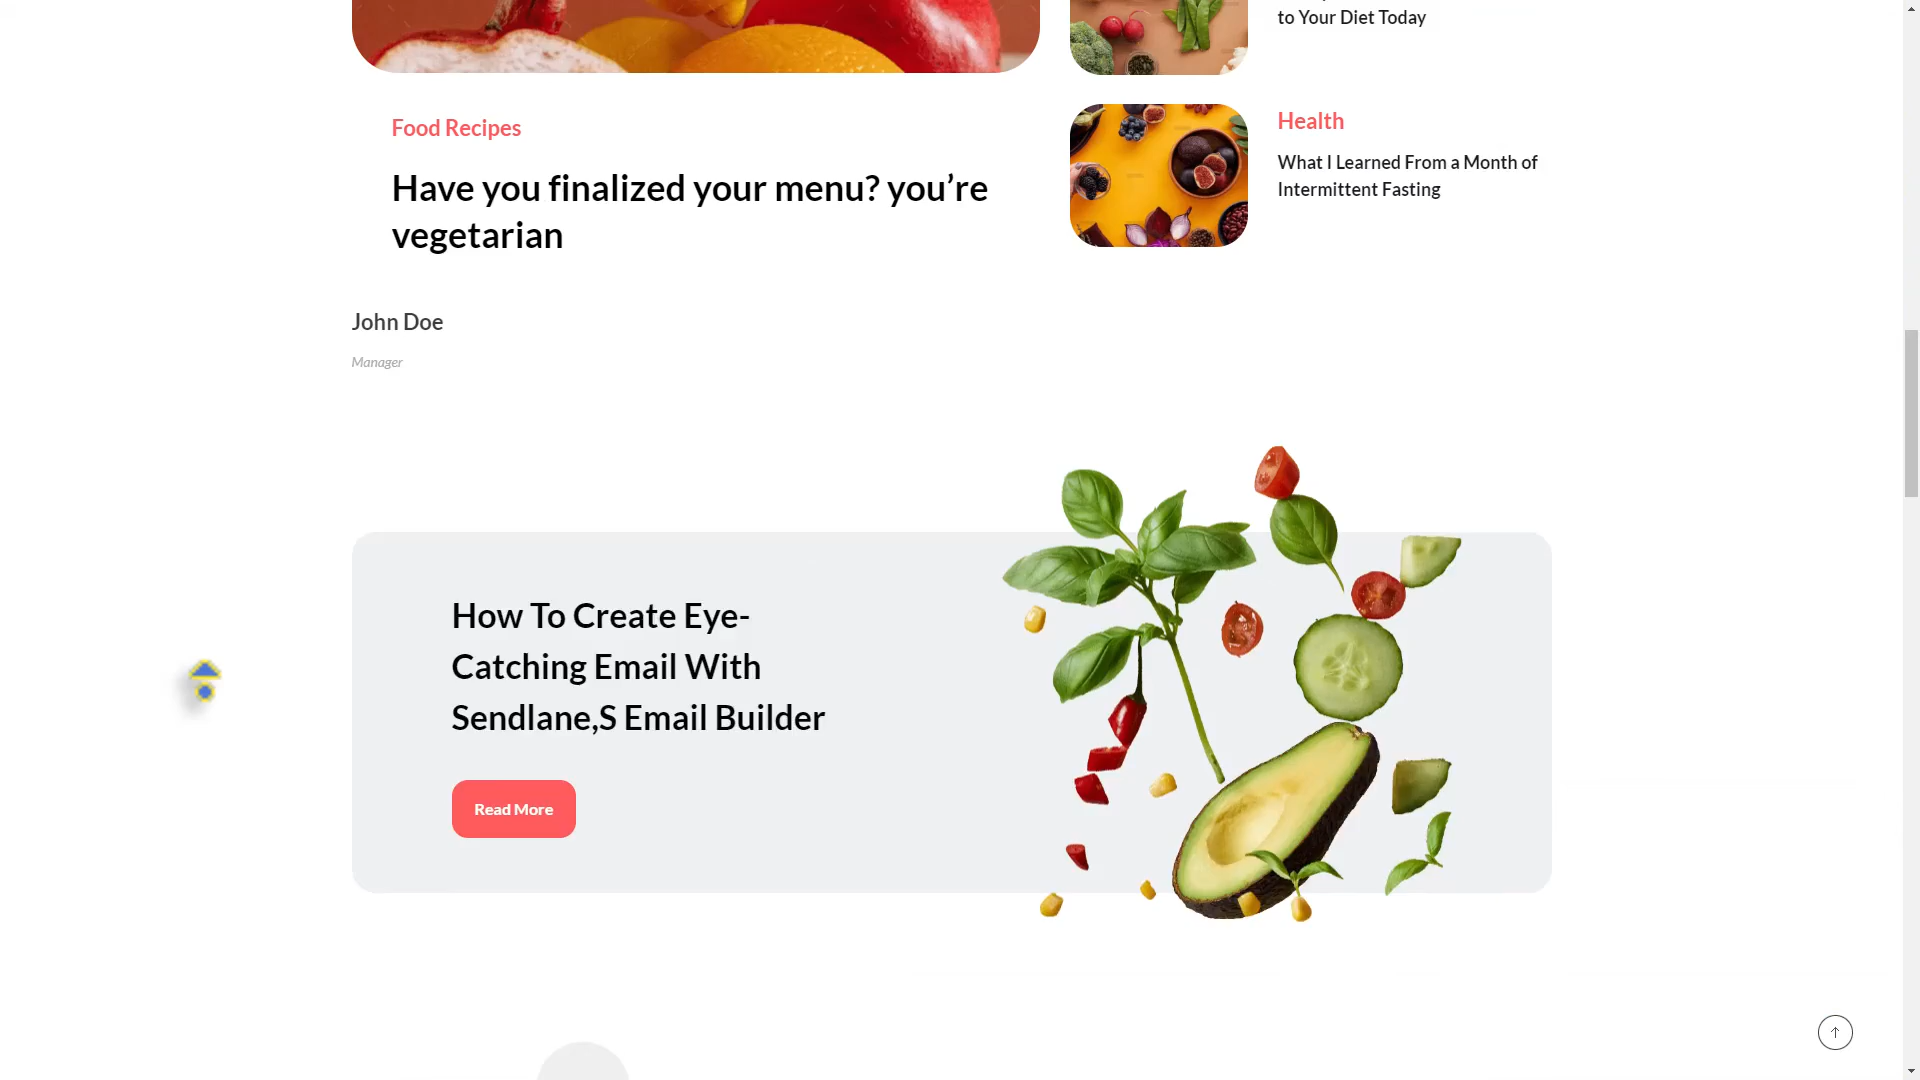 to Your Diet Today
Food Recipes
Have you finalized your menu? you’re
vegetarian
Health
What I Learned From a Month of
Intermittent Fasting
John Doe
Manager
How To Create Eye-
Catching Email With
Sendlane,S Email Builder
Read More